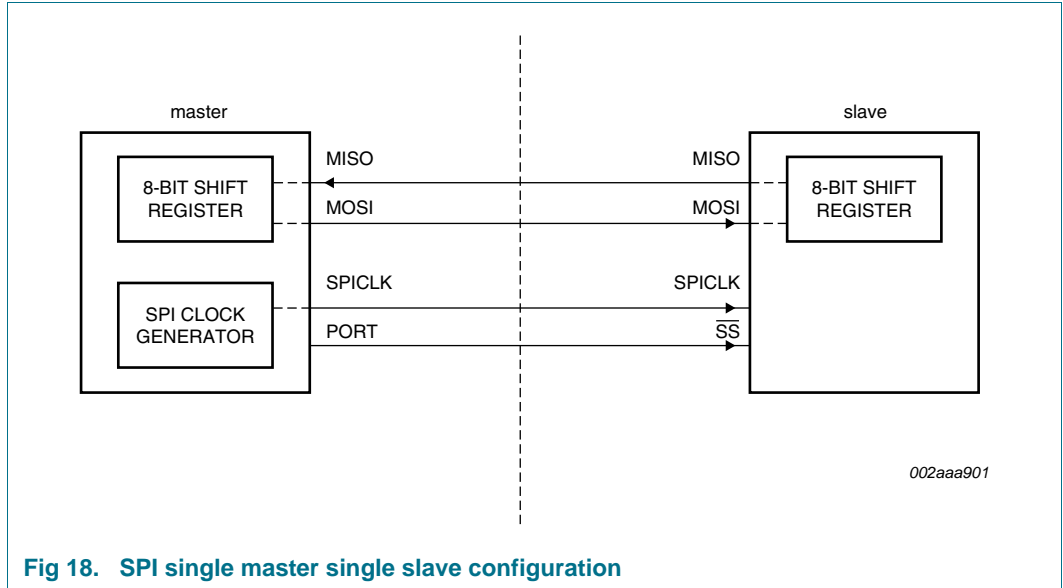 master
slave
8-BIT SHIFT
REGISTER
MISO
MISO
8-BIT SHIFT
REGISTER
MOSI
MOSI
SPI CLOCK
GENERATOR
SPICLK
SPICLK
PORT
S̅S̅
002aaa901
Fig 18. SPI single master single slave configuration